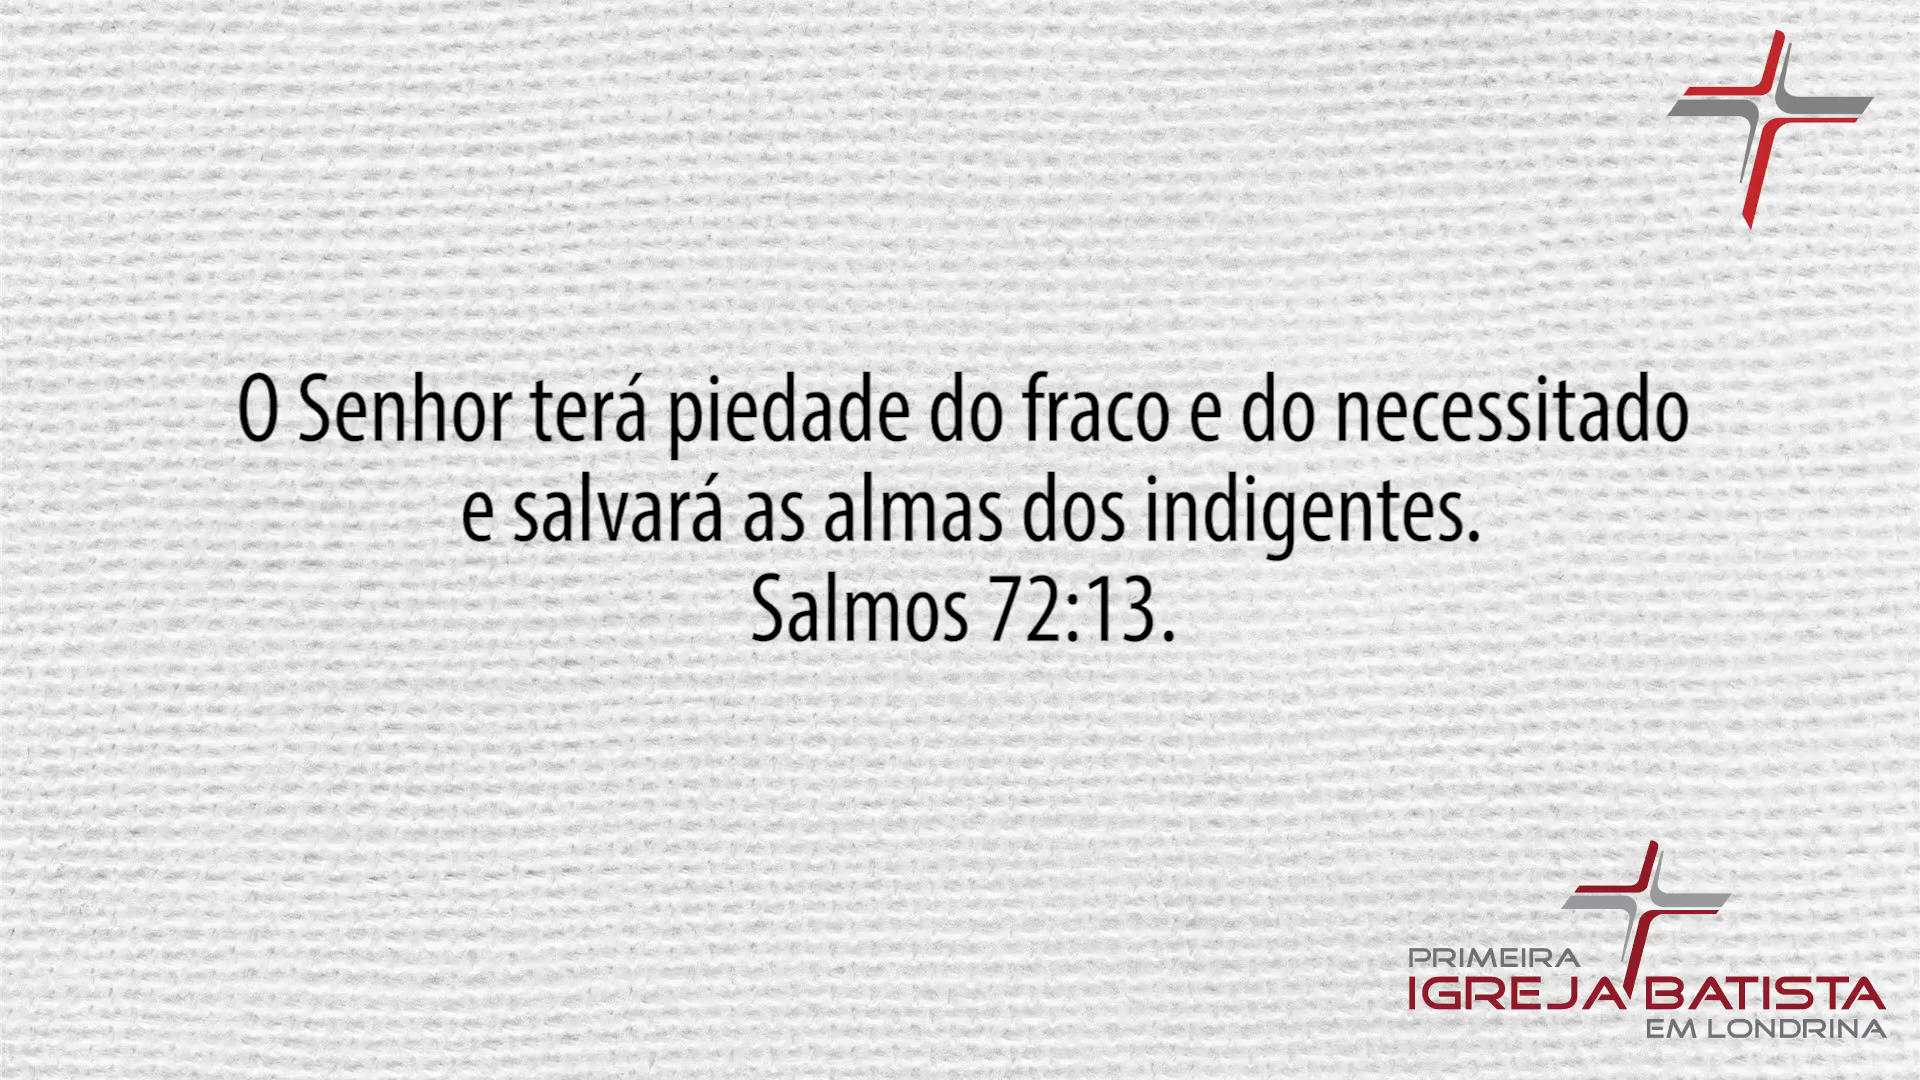 O Senhor terá piedade do fraco e do necessitado
e salvará as almas dos indigentes.
Salmos 72:13.
PRIMEIRA
IGREJA BATISTA
EM LONDRINA